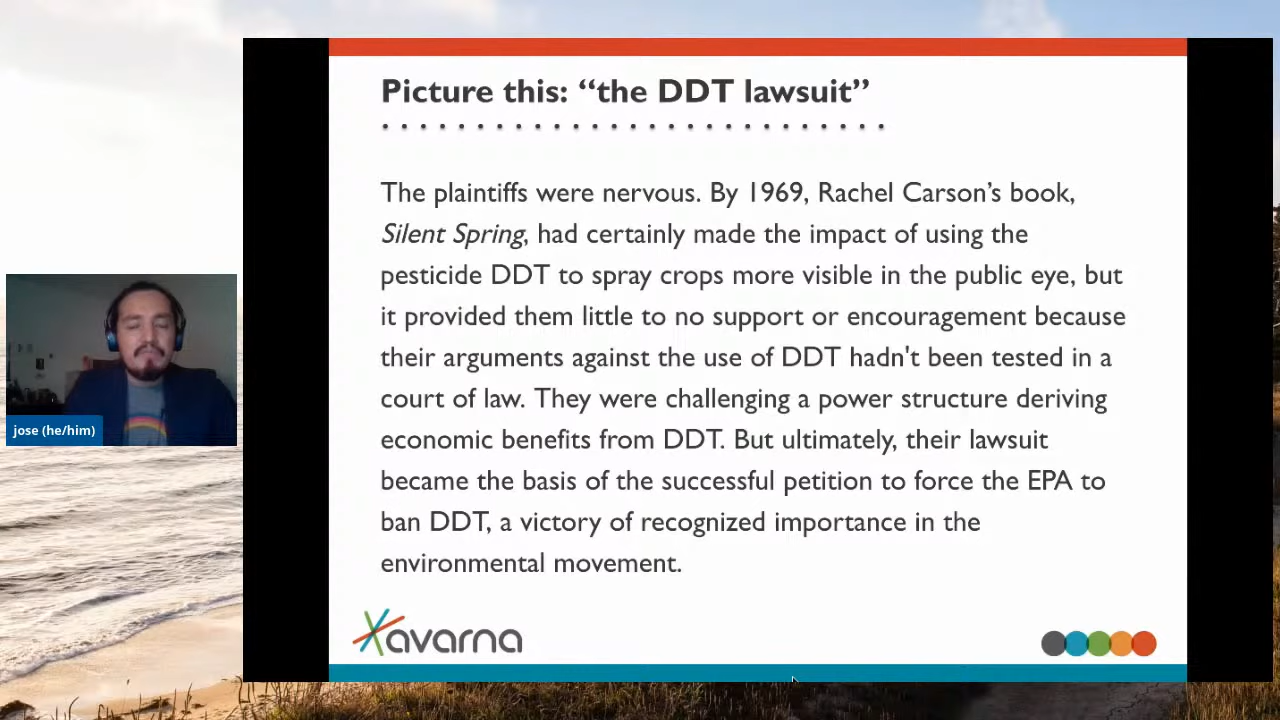 Picture this: “the DDT lawsuit”
The plaintiffs were nervous. By 1969, Rachel Carson’s book,
Silent Spring, had certainly made the impact of using the
pesticide DDT to spray crops more visible in the public eye, but
it provided them little to no support or encouragement because
their arguments against the use of DDT hadn't been tested in a
court of law. They were challenging a power structure deriving
economic benefits from DDT. But ultimately, their lawsuit
became the basis of the successful petition to force the EPA to
ban DDT, a victory of recognized importance in the
environmental movement.
jose (he/him)
Xavarna